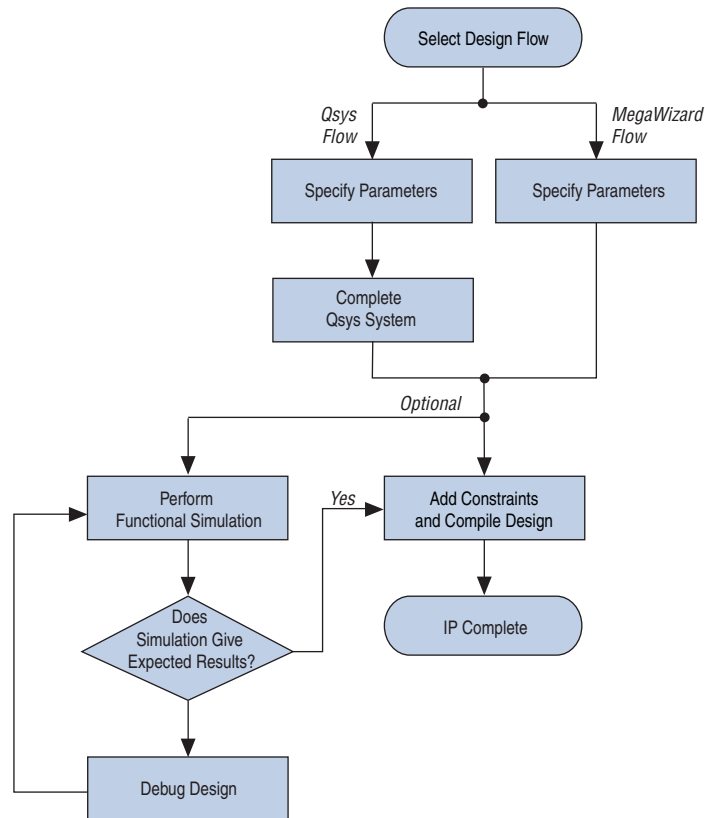 Select Design Flow
Qsys
Flow
MegaWizard
Flow
Specify Parameters
Specify Parameters
Complete
Qsys System
Optional
Perform
Functional Simulation
Yes
Add Constraints
and Compile Design
Does
Simulation Give
Expected Results?
IP Complete
Debug Design